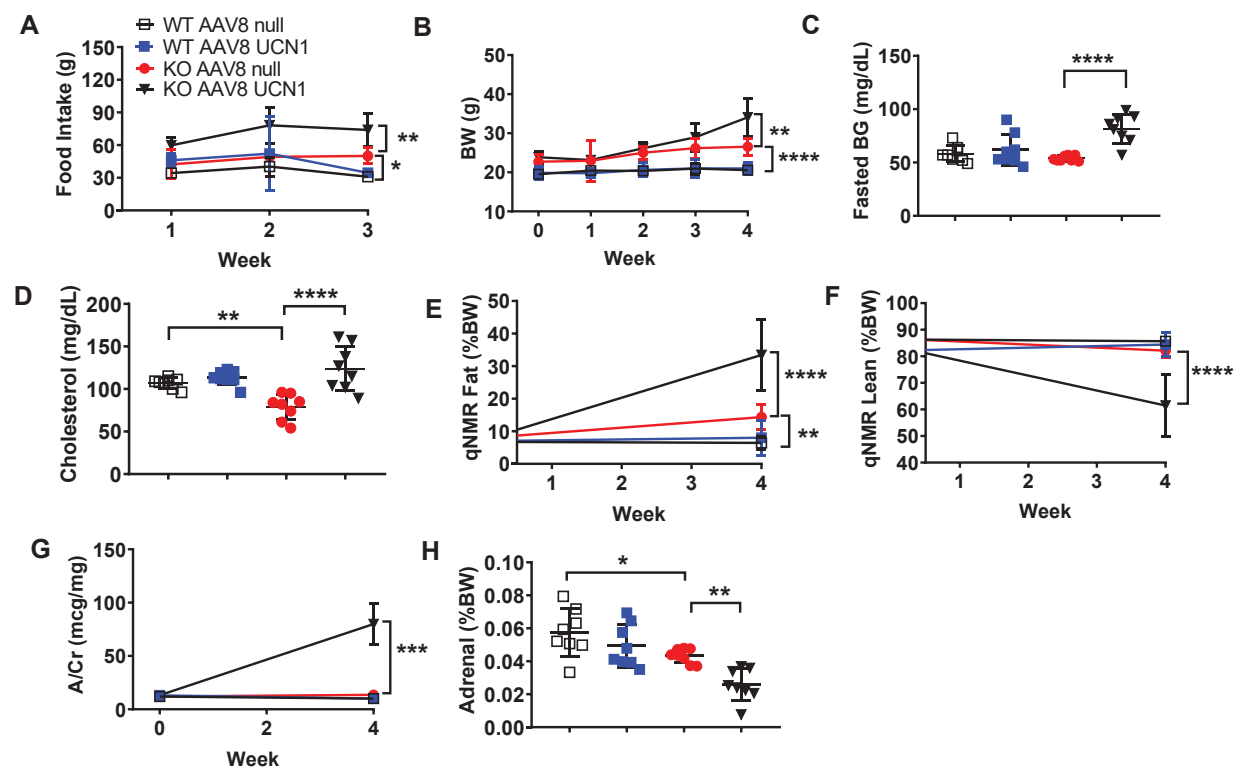 WT AAV8 null
WT AAV8 UCN1
KO AAV8 null
KO AAV8 UCN1
A
Food Intake (g)
150
120
90
60
30
0
1 2 3
Week
**
*
B
BW (g)
50
40
30
20
10
0 1 2 3 4
Week
**
****
C
Fasted BG (mg/dL)
150
100
50
0
****
D
Cholesterol (mg/dL)
200
150
100
50
0
**
****
E
qNMR Fat (%BW)
50
40
30
20
10
0
1 2 3 4
Week
****
**
F
qNMR Lean (%BW)
100
90
80
70
60
50
40
1 2 3 4
Week
****
G
A/Cr (mcg/mg)
150
100
50
0
0 2 4
Week
***
H
Adrenal (%BW)
0.10
0.08
0.06
0.04
0.02
0.00
*
**